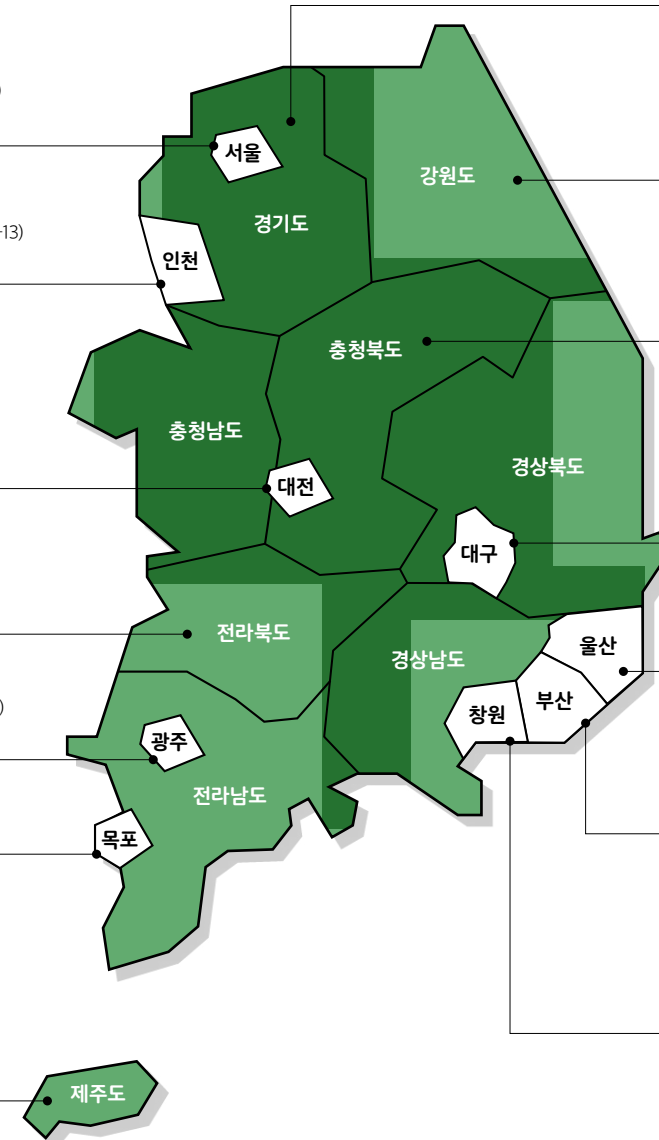 )
서울
강원도
경기도
-13)
인천
충청북도
충청남도
경상북도
대전
대구
전라북도
울산
경상남도
부산
)
창원
광주
전라남도
목포
제주도